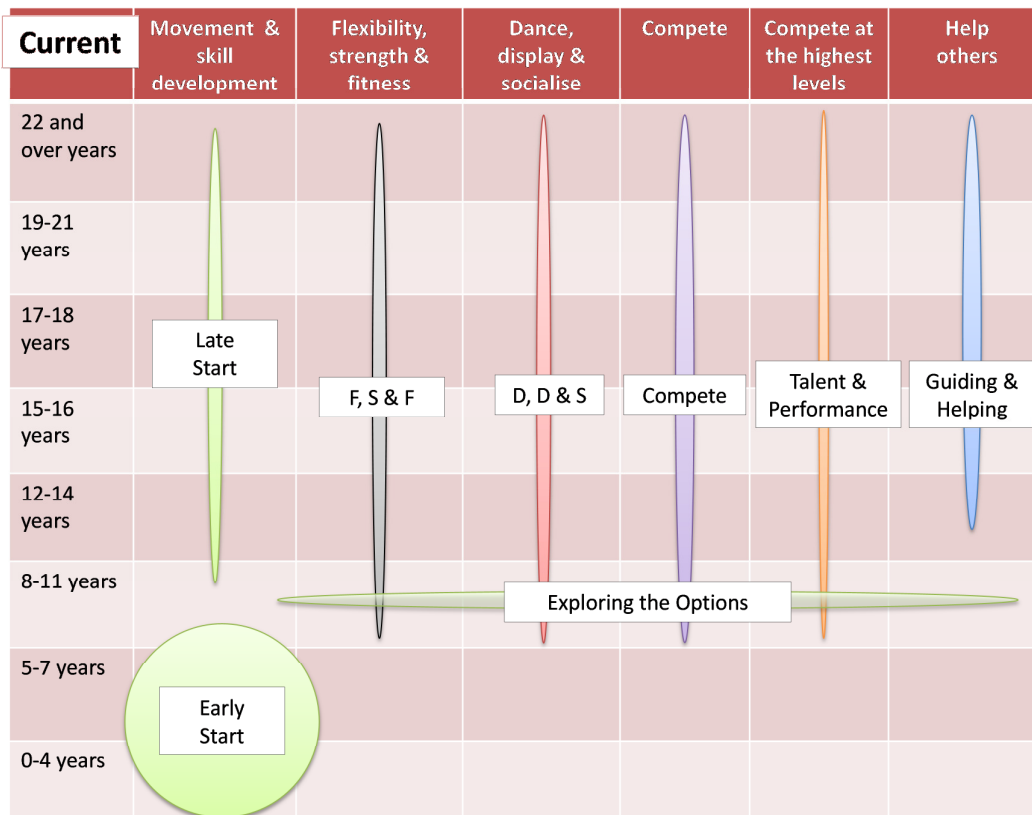 Current
Movement &
skill
development
Flexibility,
strength &
fitness
Dance,
display &
socialise
Compete
Compete at
the highest
levels
Help
others
22 and
over years
19-21
years
17-18
years
Late
Start
F, S & F
D, D & S
Compete
Talent &
Performance
Guiding &
Helping
15-16
years
12-14
years
8-11 years
Exploring the Options
5-7 years
Early
Start
0-4 years